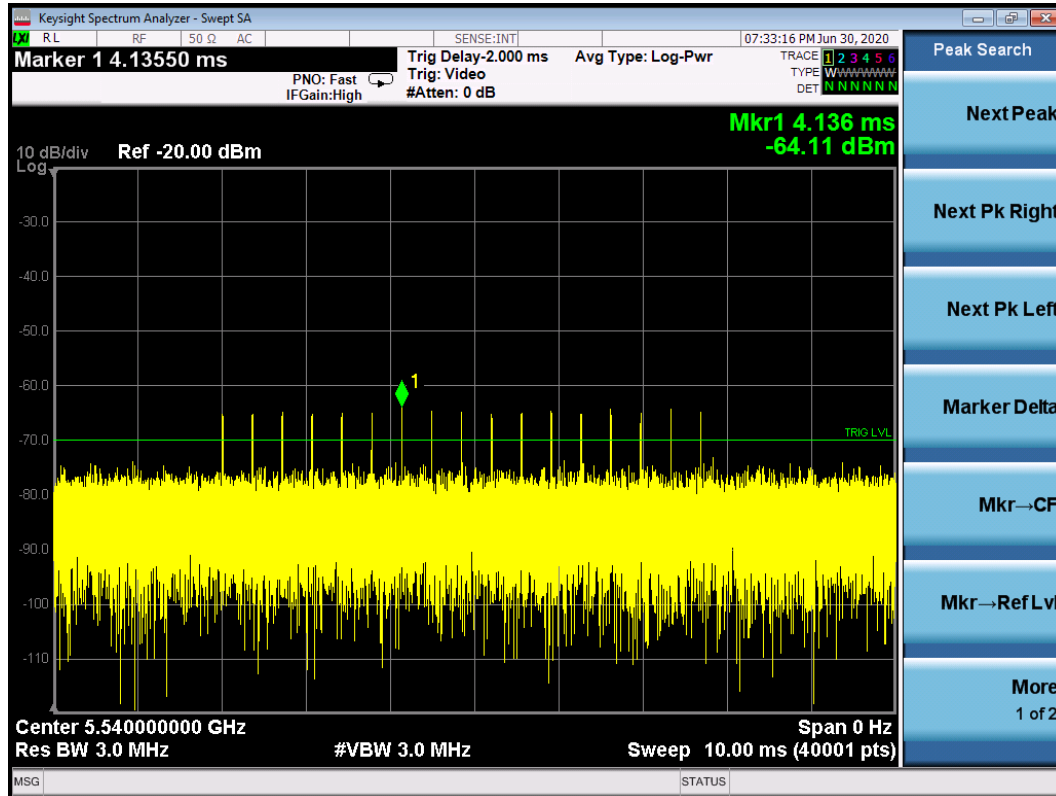 Keysight Spectrum Analyzer - Swept SA
LXI RL RF 50 Ω AC SENSE:INT 07:33:16 PM Jun 30, 2020
Marker 1 4.13550 ms
PNO: Fast
IFGain:High
Trig Delay-2.000 ms
Trig: Video
#Atten: 0 dB
Avg Type: Log-Pwr
TRACE 1 2 3 4 5 6
TYPE WWWWWWW
DET N N N N N N
Mkr1 4.136 ms
-64.11 dBm
10 dB/div Ref -20.00 dBm
Log
-30.0
-40.0
-50.0
-60.0
1
-70.0
TRIG LVL
-80.0
-90.0
-100
-110
Center 5.540000000 GHz Span 0 Hz
Res BW 3.0 MHz #VBW 3.0 MHz Sweep 10.00 ms (40001 pts)
MSG STATUS
Peak Search
Next Peak
Next Pk Right
Next Pk Left
Marker Delta
Mkr→CF
Mkr→Ref Lvl
More
1 of 2